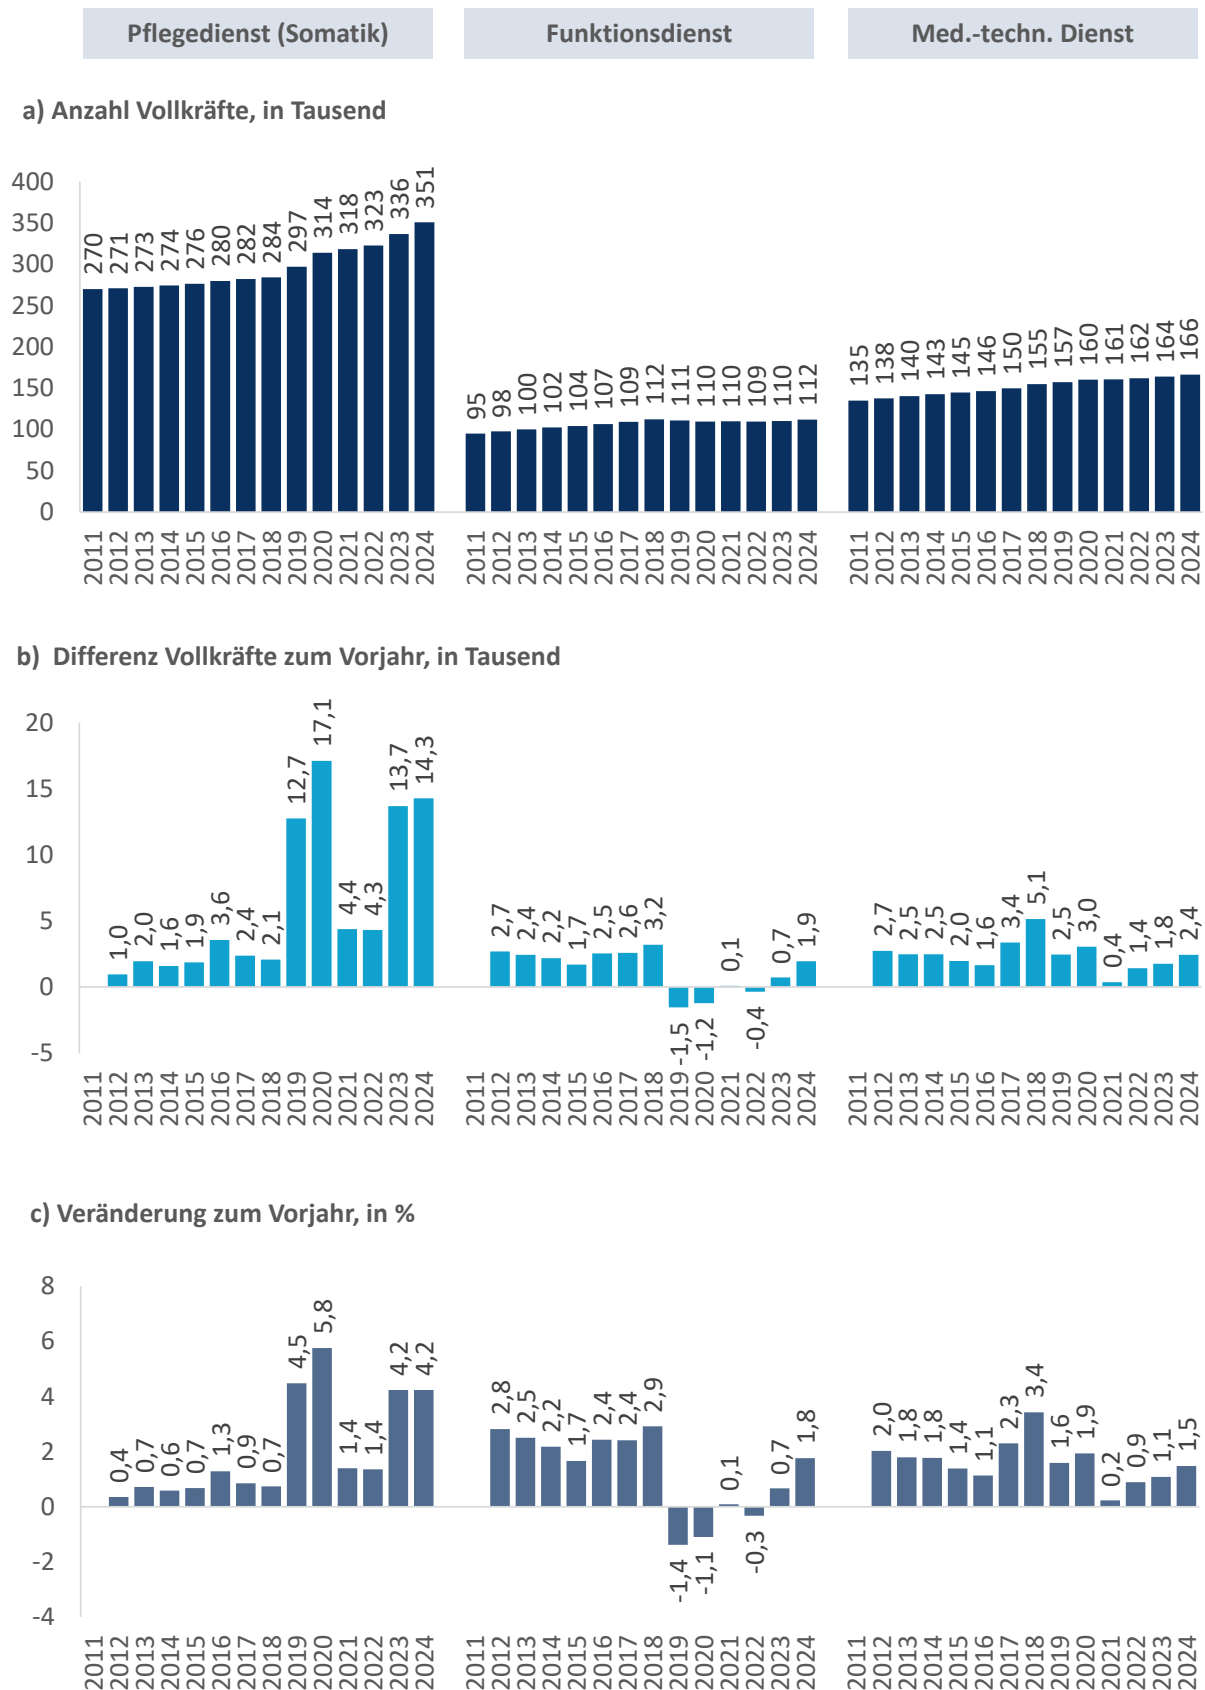 Pflegedienst (Somatik) Funktionsdienst Med.-techn. Dienst
a) Anzahl Vollkräfte, in Tausend
400
350
300
250
200
150
100
50
0
270 271 273 274 276 280 282 284 297 314 318 323 336 351
95 98 100 102 104 107 109 112 111 110 110 109 110 112
135 138 140 143 145 146 150 155 157 160 161 162 164 166
2011 2012 2013 2014 2015 2016 2017 2018 2019 2020 2021 2022 2023 2024
2011 2012 2013 2014 2015 2016 2017 2018 2019 2020 2021 2022 2023 2024
2011 2012 2013 2014 2015 2016 2017 2018 2019 2020 2021 2022 2023 2024
b) Differenz Vollkräfte zum Vorjahr, in Tausend
20
15
10
5
0
-5
1,0 2,0 1,6 1,9 3,6 2,4 2,1 12,7 17,1 4,4 4,3 13,7 14,3
2,7 2,4 2,2 1,7 2,5 2,6 3,2 -1,5 -1,2 0,1 -0,4 0,7 1,9
2,7 2,5 2,5 2,0 1,6 3,4 5,1 2,5 3,0 0,4 1,4 1,8 2,4
2011 2012 2013 2014 2015 2016 2017 2018 2019 2020 2021 2022 2023 2024
2011 2012 2013 2014 2015 2016 2017 2018 2019 2020 2021 2022 2023 2024
2011 2012 2013 2014 2015 2016 2017 2018 2019 2020 2021 2022 2023 2024
c) Veränderung zum Vorjahr, in %
8
6
4
2
0
-2
-4
0,4 0,7 0,6 0,7 1,3 0,9 0,7 4,5 5,8 1,4 1,4 4,2 4,2
2,8 2,5 2,2 1,7 2,4 2,4 2,9 -1,4 -1,1 0,1 -0,3 0,7 1,8
2,0 1,8 1,8 1,4 1,1 2,3 3,4 1,6 1,9 0,2 0,9 1,1 1,5
2011 2012 2013 2014 2015 2016 2017 2018 2019 2020 2021 2022 2023 2024
2011 2012 2013 2014 2015 2016 2017 2018 2019 2020 2021 2022 2023 2024
2011 2012 2013 2014 2015 2016 2017 2018 2019 2020 2021 2022 2023 2024